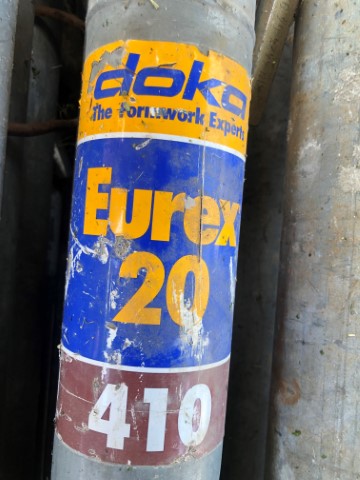 doka
The Formwork Experts
Eurex
20
410